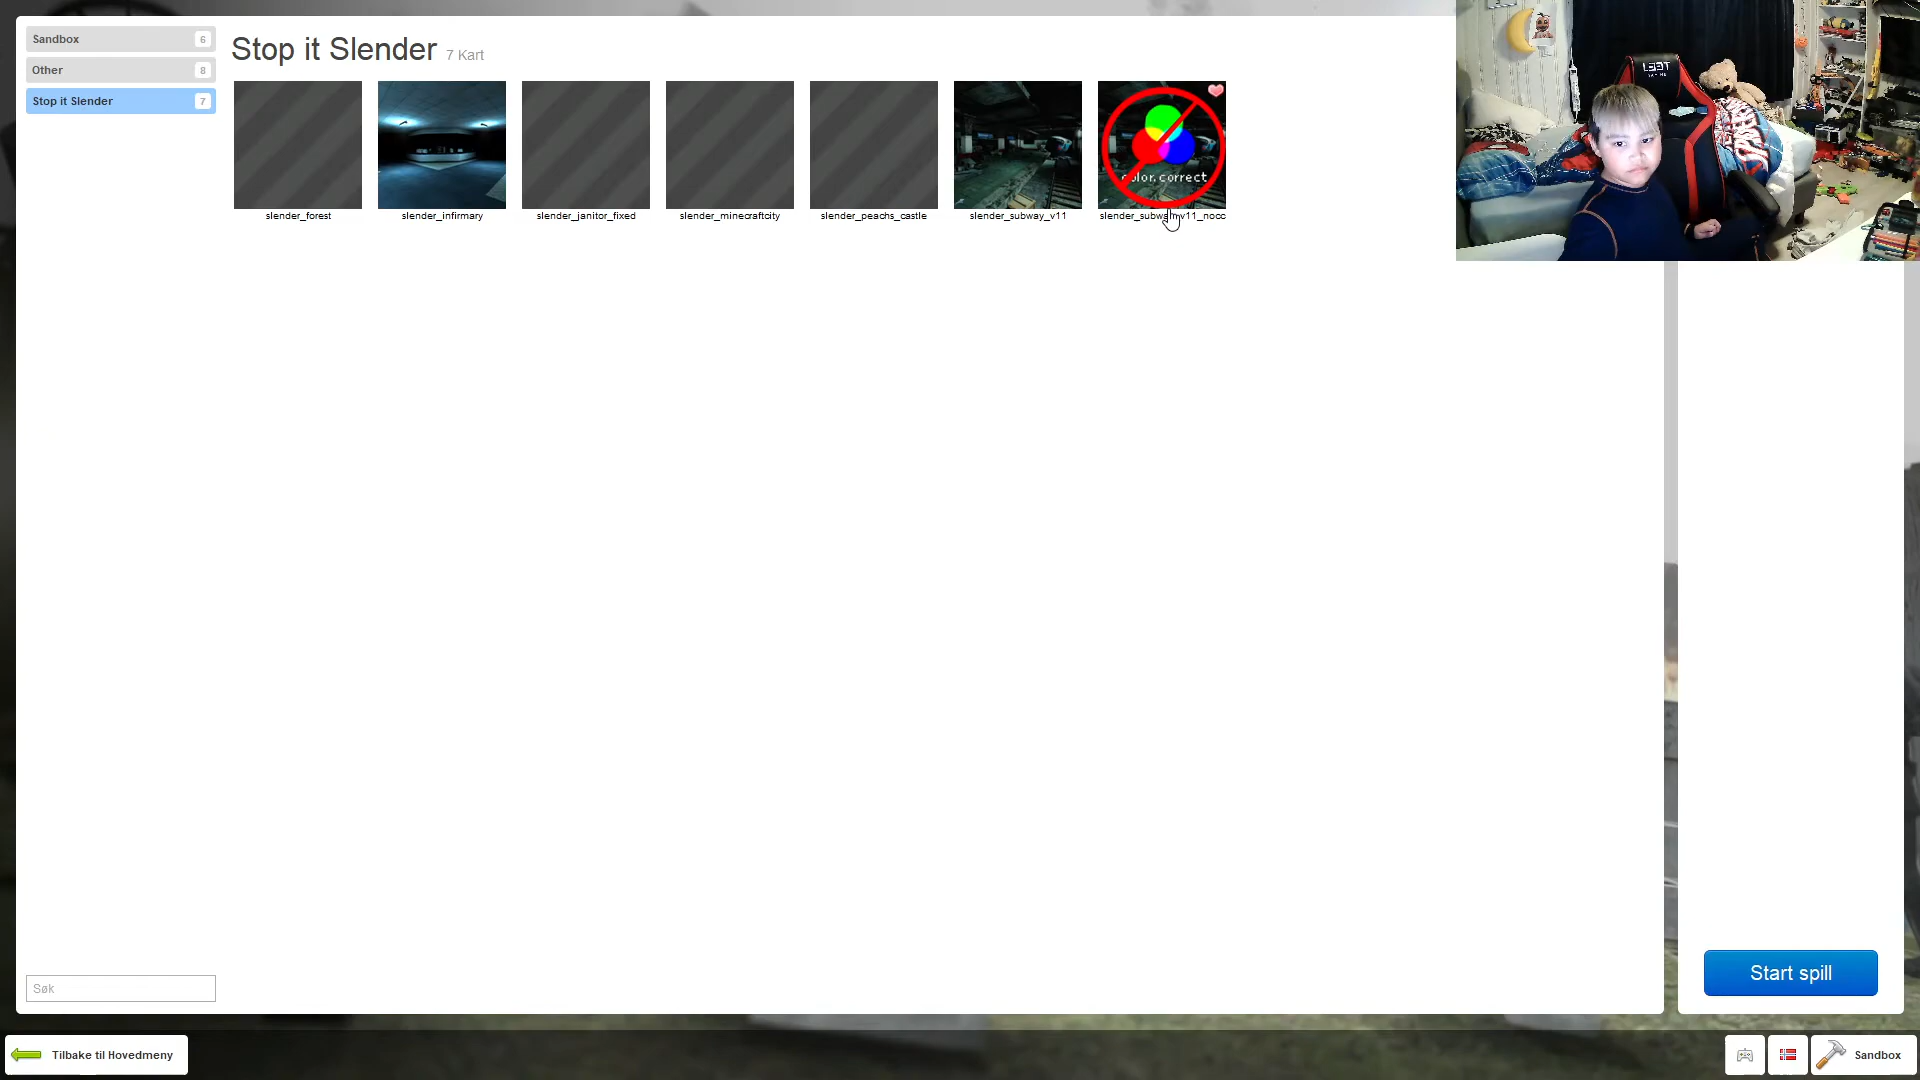 Sandbox 6
Other 8
Stop it Slender 7
Stop it Slender 7 Kart
color.correct
slender_forest
slender_infirmary
slender_janitor_fixed
slender_minecraftcity
slender_peachs_castle
slender_subway_v11
slender_subway_v11_nocc
Søk
Start spill
Tilbake til Hovedmeny
Sandbox